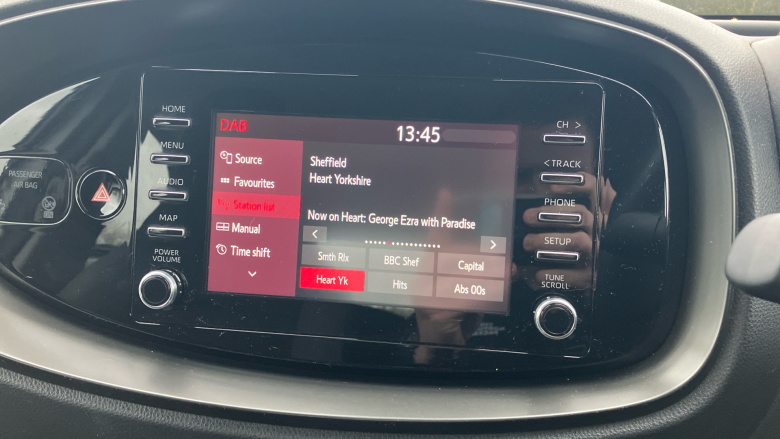 HOME
MENU
AUDIO
MAP
POWER
VOLUME
PASSENGER
AIR BAG
DAB
13:45
Source
Favourites
Station list
Manual
Time shift
Sheffield
Heart Yorkshire
Now on Heart: George Ezra with Paradise
< >
Smth Rlx BBC Shef Capital
Heart Yk Hits Abs 00s
CH >
< TRACK
PHONE
SETUP
TUNE
SCROLL